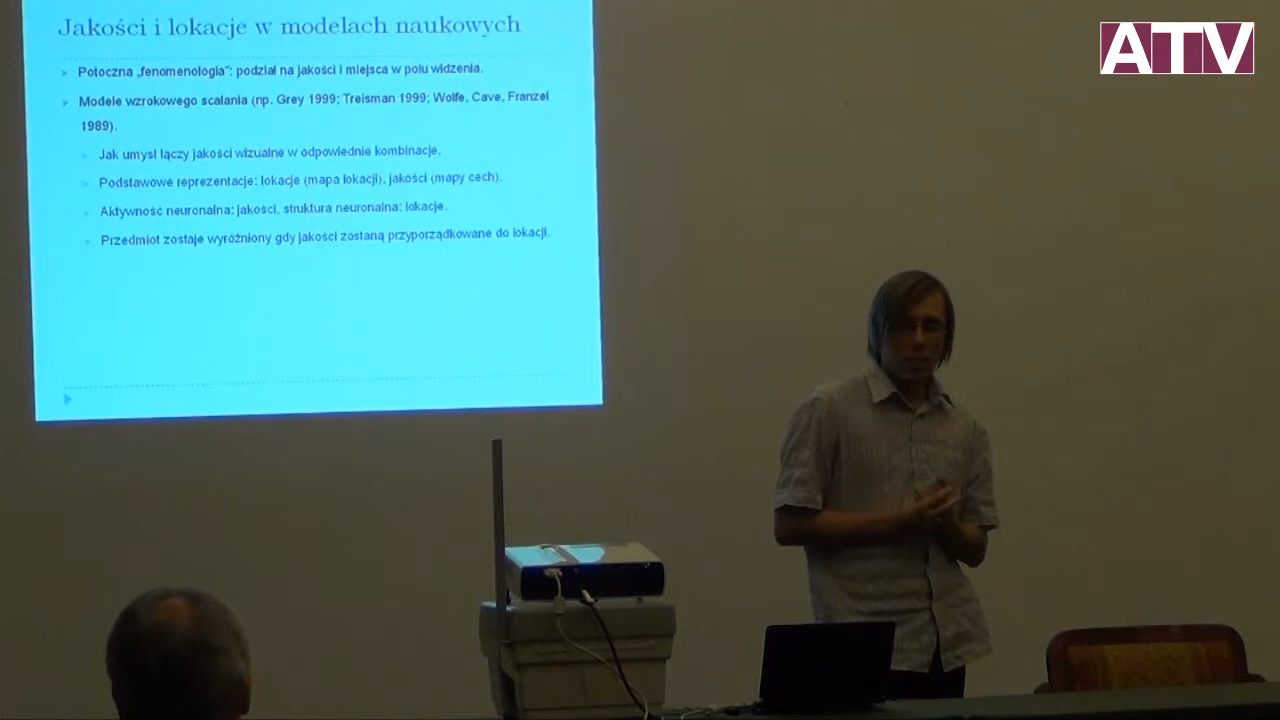 Jakości i lokacje w modelach naukowych
Potoczna „fenomenologia”: podział na jakości i miejsca w polu widzenia.
Modele wzrokowego scalania (np. Grey 1999; Treisman 1999; Wolfe, Cave, Franzel
1989).
Jak umysł łączy jakości wizualne w odpowiednie kombinacje.
Podstawowe reprezentacje: lokacje (mapa lokacji), jakości (mapy cech).
Aktywność neuronalna: jakości, struktura neuronalna: lokacje.
Przedmiot zostaje wyróżniony gdy jakości zostaną przyporządkowane do lokacji.
ATV